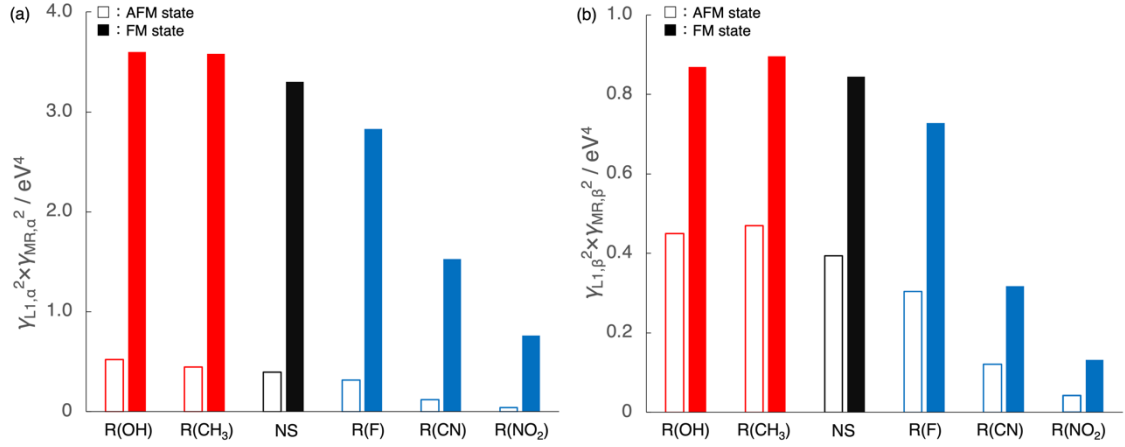 (a)
□ : AFM state
■ : FM state
γL1,α² × γMR,α² / eV⁴
4.0
3.0
2.0
1.0
0
R(OH) R(CH₃) NS R(F) R(CN) R(NO₂)
(b)
□ : AFM state
■ : FM state
γL1,β² × γMR,β² / eV⁴
1.0
0.8
0.6
0.4
0.2
0
R(OH) R(CH₃) NS R(F) R(CN) R(NO₂)